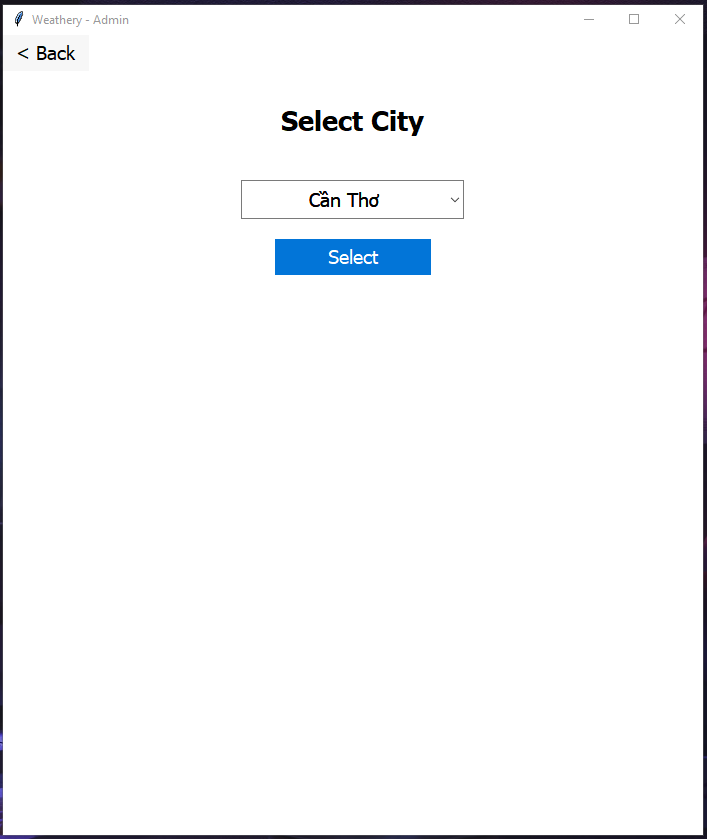 Weathery - Admin
< Back
Select City
Cần Thơ
Select